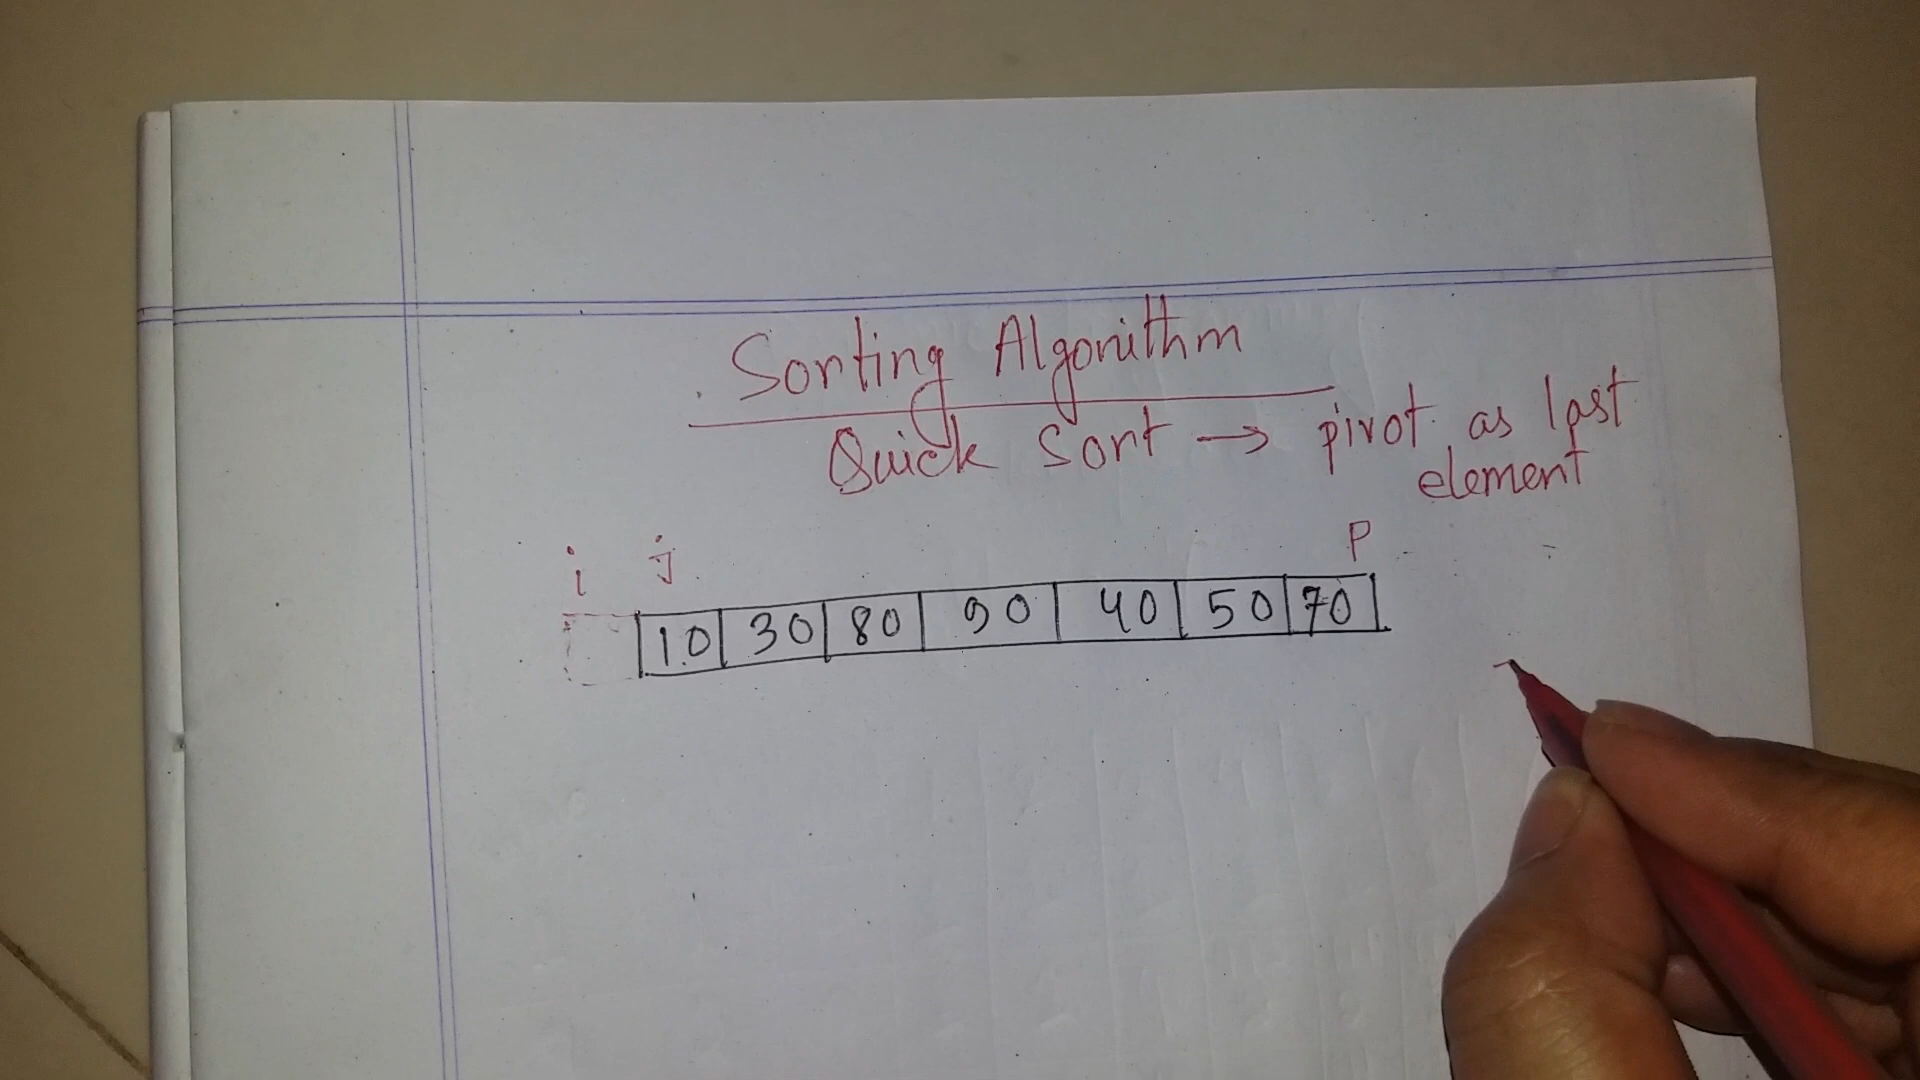 Sorting Algorithm
Quick Sort → pivot as last
element
i j P
10 30 80 90 40 50 70